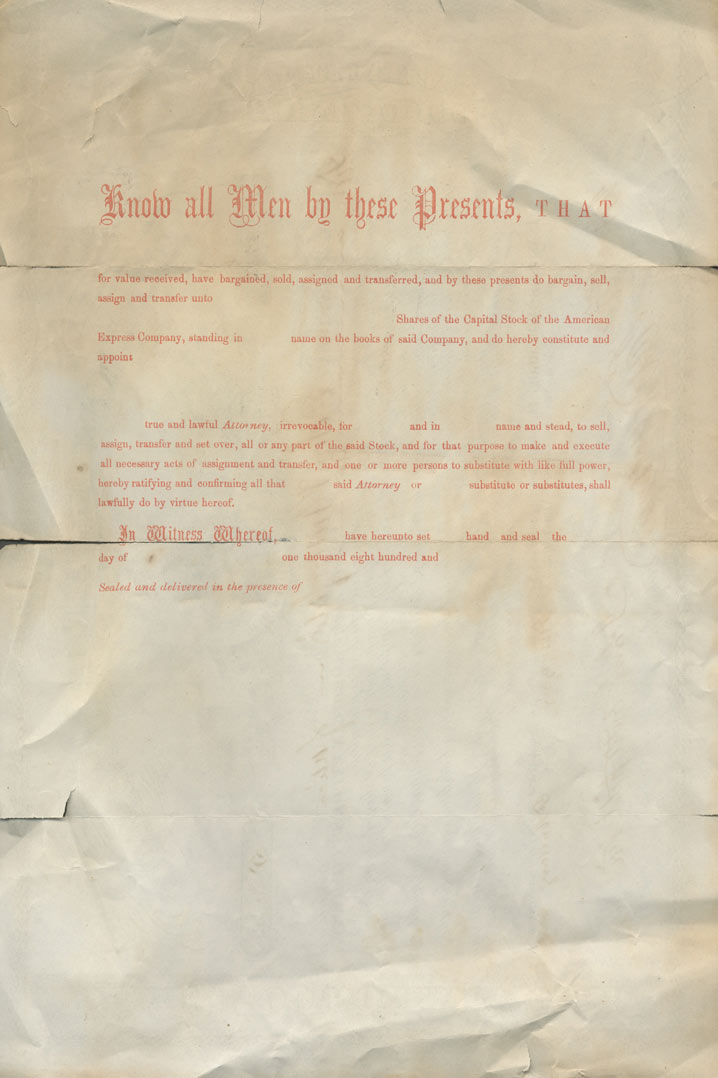 Know all Men by these Presents, THAT
for value received, have bargained, sold, assigned and transferred, and by these presents do bargain, sell,
assign and transfer unto
Shares of the Capital Stock of the American
Express Company, standing in name on the books of said Company, and do hereby constitute and
appoint
true and lawful Attorney, irrevocable, for and in name and stead, to sell,
assign, transfer and set over, all or any part of the said Stock, and for that purpose to make and execute
all necessary acts of assignment and transfer, and one or more persons to substitute with like full power,
hereby ratifying and confirming all that said Attorney or substitute or substitutes, shall
lawfully do by virtue hereof.
In Witness Whereof, have hereunto set hand and seal the
day of one thousand eight hundred and
Sealed and delivered in the presence of